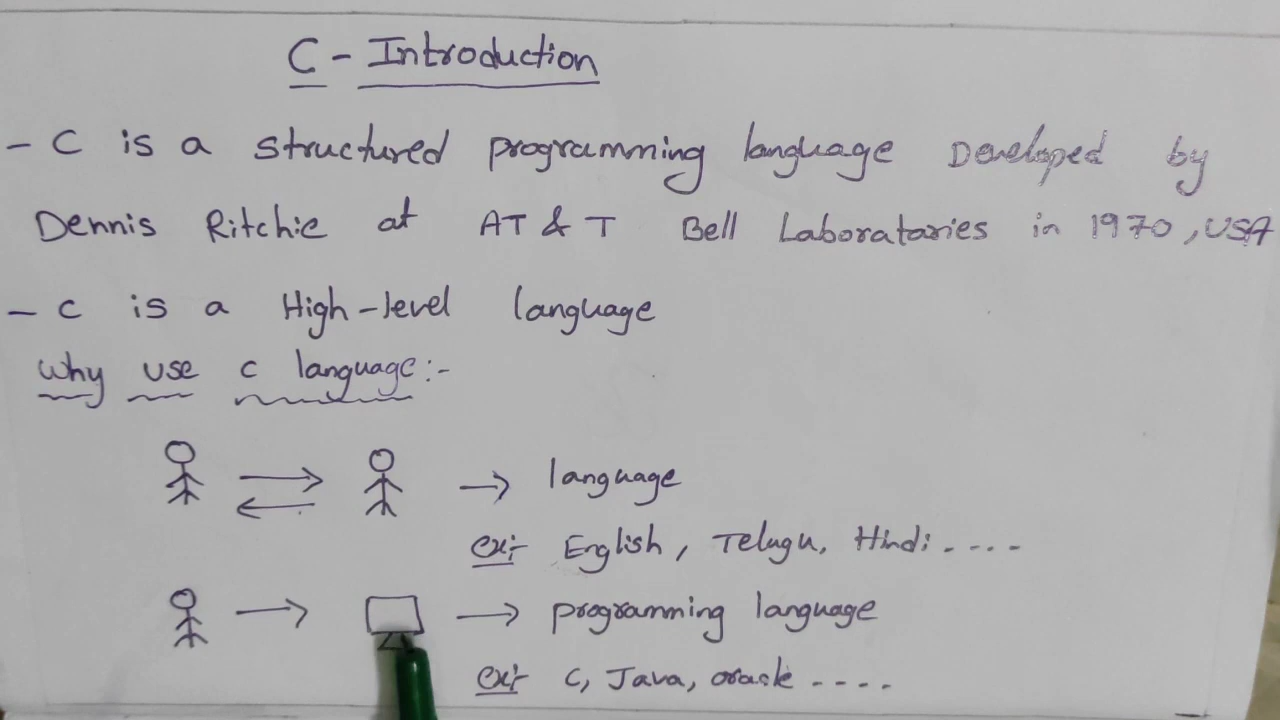 C - Introduction
- C is a structured programming language Developed by
Dennis Ritchie at AT & T Bell Laborataries in 1970, USA
- C is a High-level language
Why use c language:-
→ language
ex:- English, Telugu, Hindi ....
→ programming language
ex:- C, Java, oracle ....